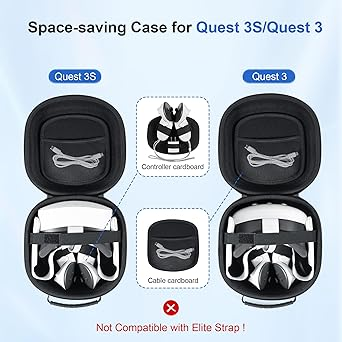 Space-saving Case for Quest 3S/Quest 3
Quest 3S
Quest 3
Controller cardboard
Cable cardboard
Not Compatible with Elite Strap !